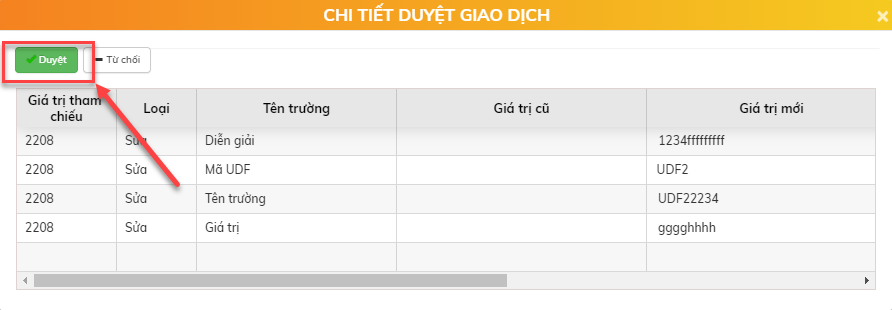 CHI TIẾT DUYỆT GIAO DỊCH
Duyệt Từ chối
Giá trị tham chiếu Loại Tên trường Giá trị cũ Giá trị mới
2208 Sửa Diễn giải 1234fffffffff
2208 Sửa Mã UDF UDF2
2208 Sửa Tên trường UDF22234
2208 Sửa Giá trị gggghhhh